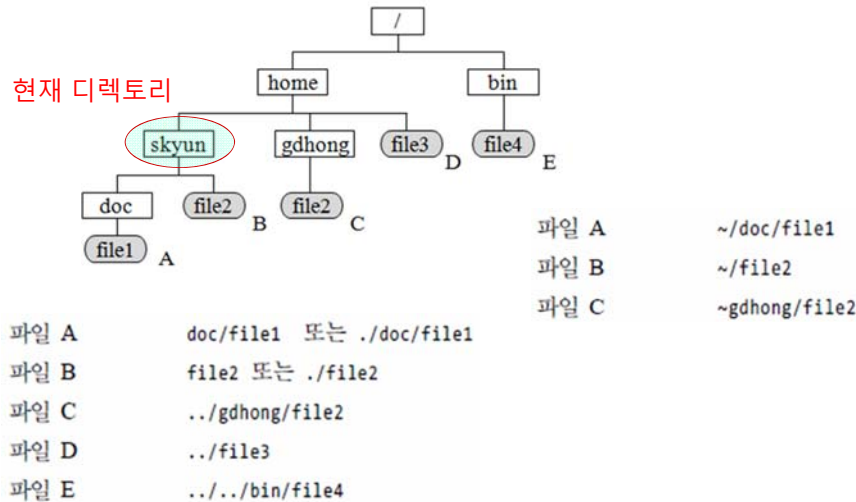 /
home
bin
현재 디렉토리
skyun
gdhong
file3
D
file4
E
doc
file2
B
file2
C
file1
A
파일 A ~/doc/file1
파일 B ~/file2
파일 C ~gdhong/file2
파일 A doc/file1 또는 ./doc/file1
파일 B file2 또는 ./file2
파일 C ../gdhong/file2
파일 D ../file3
파일 E ../../bin/file4